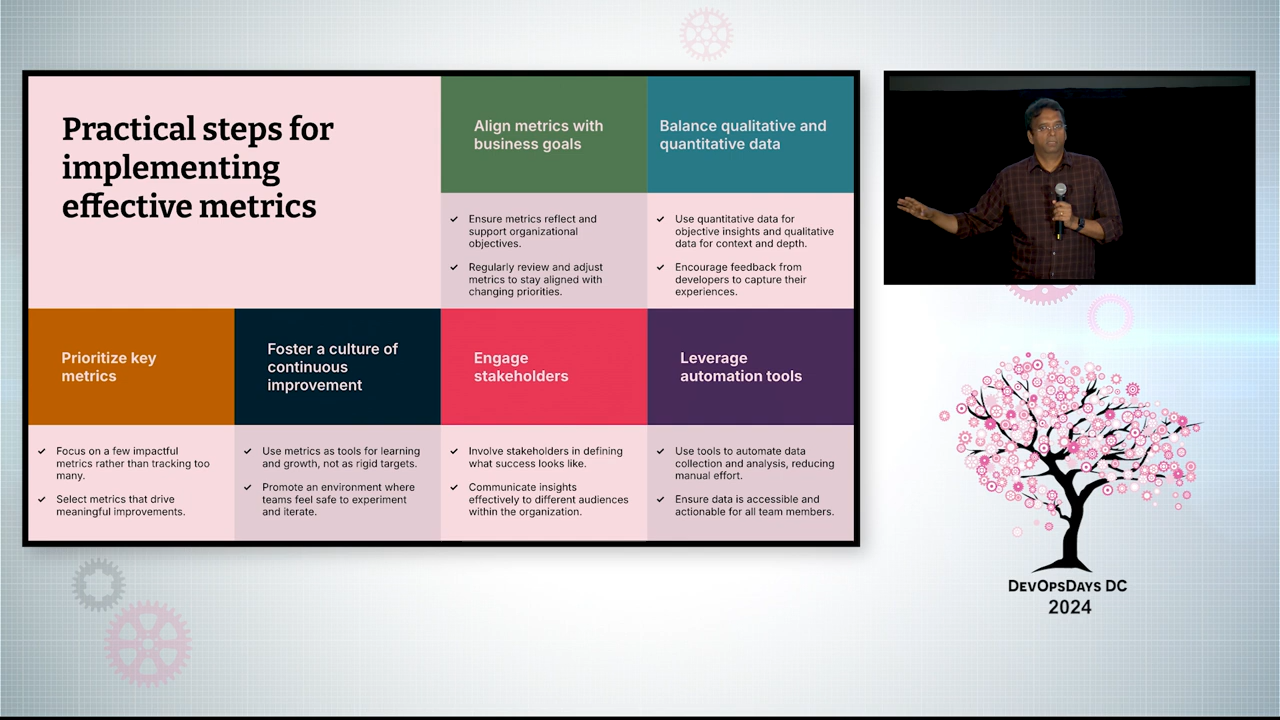 Practical steps for
implementing
effective metrics
Align metrics with
business goals
Ensure metrics reflect and
support organizational
objectives.
Regularly review and adjust
metrics to stay aligned with
changing priorities.
Balance qualitative and
quantitative data
Use quantitative data for
objective insights and qualitative
data for context and depth.
Encourage feedback from
developers to capture their
experiences.
Prioritize key
metrics
Focus on a few impactful
metrics rather than tracking too
many.
Select metrics that drive
meaningful improvements.
Foster a culture of
continuous
improvement
Use metrics as tools for learning
and growth, not as rigid targets.
Promote an environment where
teams feel safe to experiment
and iterate.
Engage
stakeholders
Involve stakeholders in defining
what success looks like.
Communicate insights
effectively to different audiences
within the organization.
Leverage
automation tools
Use tools to automate data
collection and analysis, reducing
manual effort.
Ensure data is accessible and
actionable for all team members.
DevOpsDays DC
2024